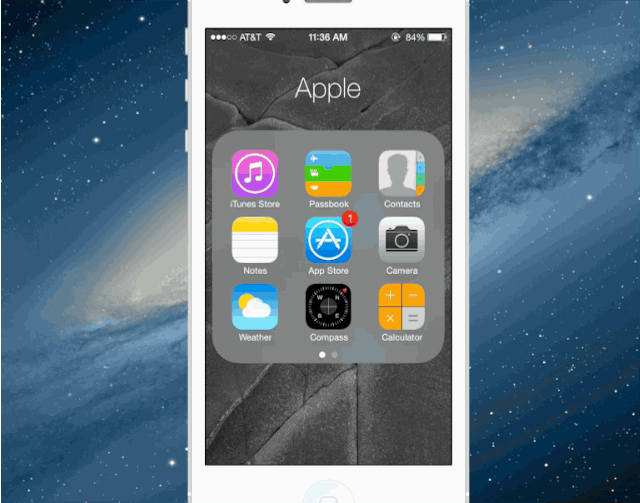 AT&T 11:36 AM 84%
Apple
iTunes Store Passbook Contacts
1
Notes App Store Camera
Weather Compass Calculator